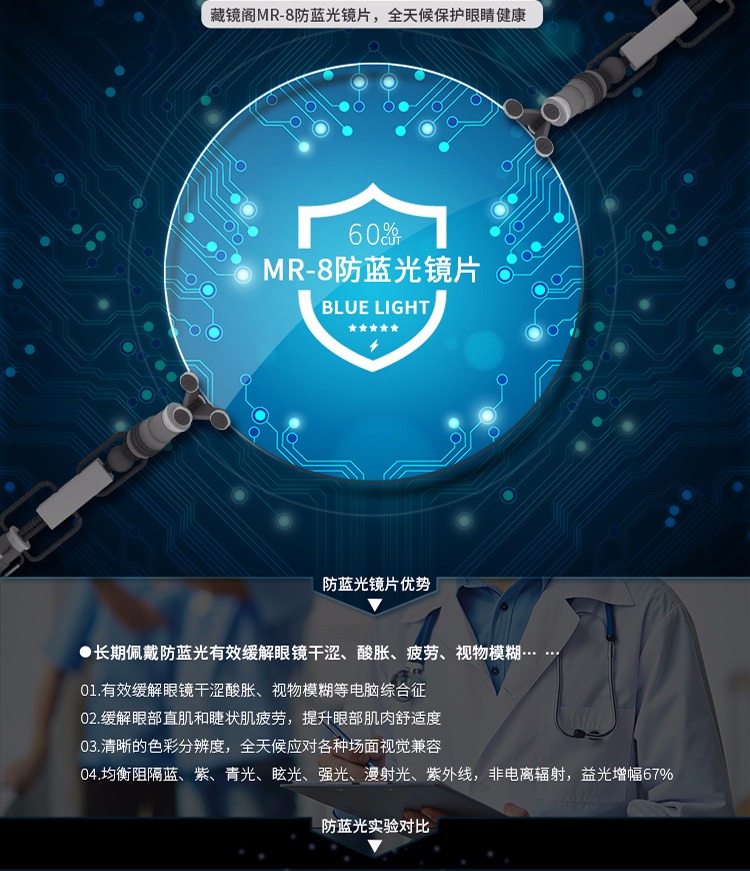 藏镜阁MR-8防蓝光镜片，全天候保护眼睛健康
60%
CUT
MR-8防蓝光镜片
BLUE LIGHT
防蓝光镜片优势
●长期佩戴防蓝光有效缓解眼镜干涩、酸胀、疲劳、视物模糊… …
01.有效缓解眼镜干涩酸胀、视物模糊等电脑综合征
02.缓解眼部直肌和睫状肌疲劳，提升眼部肌肉舒适度
03.清晰的色彩分辨度，全天候应对各种场面视觉兼容
04.均衡阻隔蓝、紫、青光、眩光、强光、漫射光、紫外线，非电离辐射，益光增幅67%
防蓝光实验对比